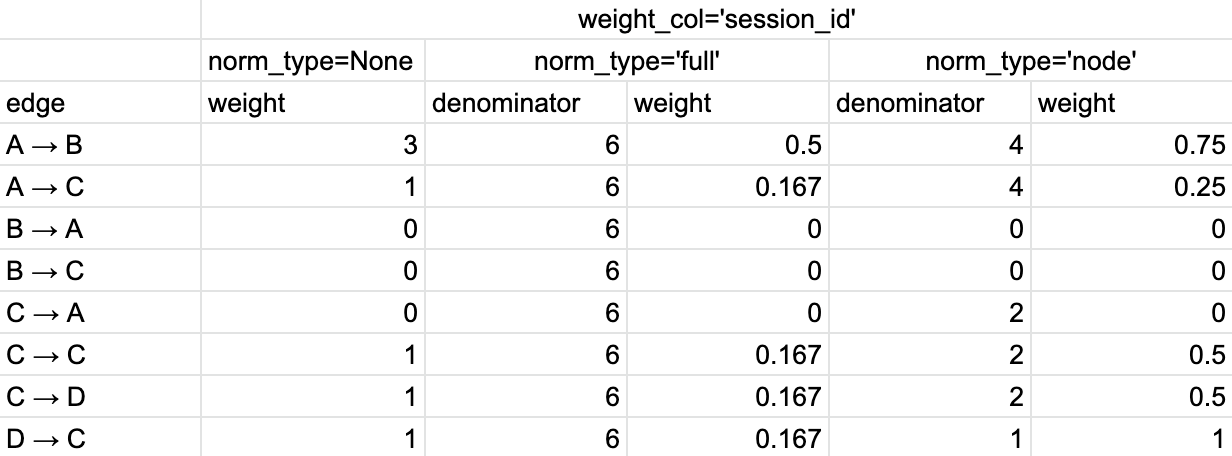 weight_col='session_id'
norm_type=None norm_type='full' norm_type='node'
edge weight denominator weight denominator weight
A → B 3 6 0.5 4 0.75
A → C 1 6 0.167 4 0.25
B → A 0 6 0 0 0
B → C 0 6 0 0 0
C → A 0 6 0 2 0
C → C 1 6 0.167 2 0.5
C → D 1 6 0.167 2 0.5
D → C 1 6 0.167 1 1